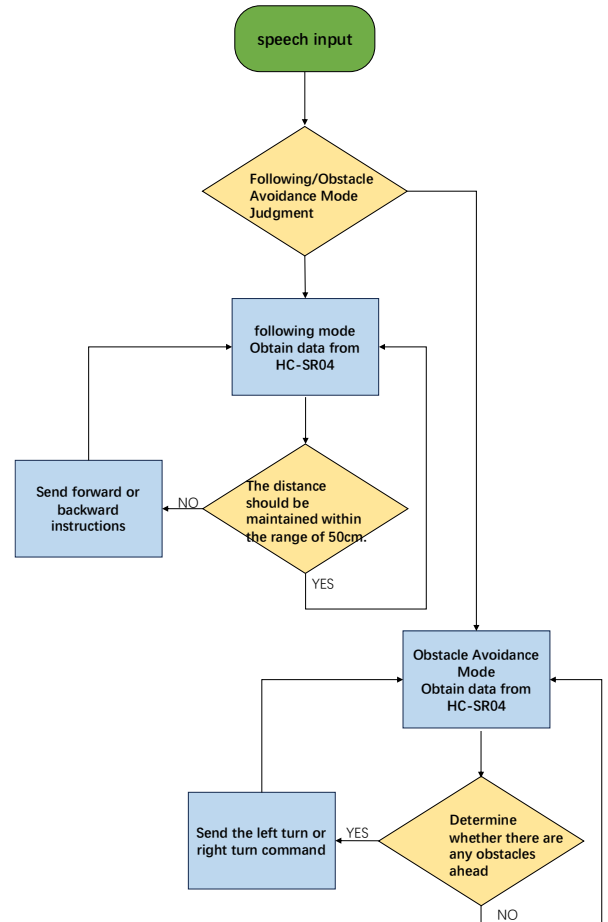 speech input
Following/Obstacle
Avoidance Mode
Judgment
following mode
Obtain data from
HC-SR04
Send forward or
backward
instructions
NO
The distance
should be
maintained within
the range of 50cm.
YES
Obstacle Avoidance
Mode
Obtain data from
HC-SR04
Send the left turn or
right turn command
YES
Determine
whether there are
any obstacles
ahead
NO